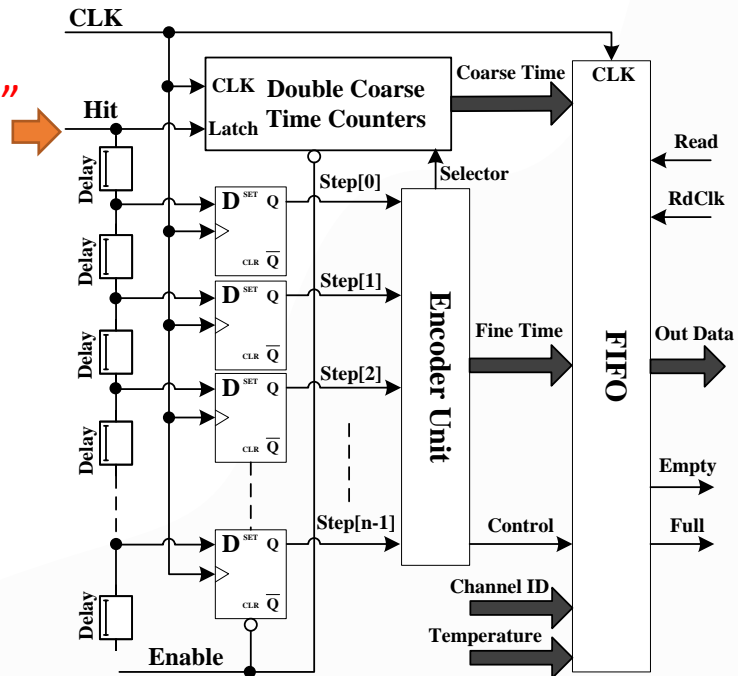 CLK
”
Hit
CLK
Latch
Double Coarse
Time Counters
Coarse Time
CLK
Read
RdClk
Selector
Delay
D SET Q
CLR Q
Step[0]
Delay
D SET Q
CLR Q
Step[1]
Delay
D SET Q
CLR Q
Step[2]
Delay
D SET Q
CLR Q
Step[n-1]
Delay
Encoder Unit
Fine Time
FIFO
Out Data
Empty
Control
Full
Channel ID
Temperature
Enable